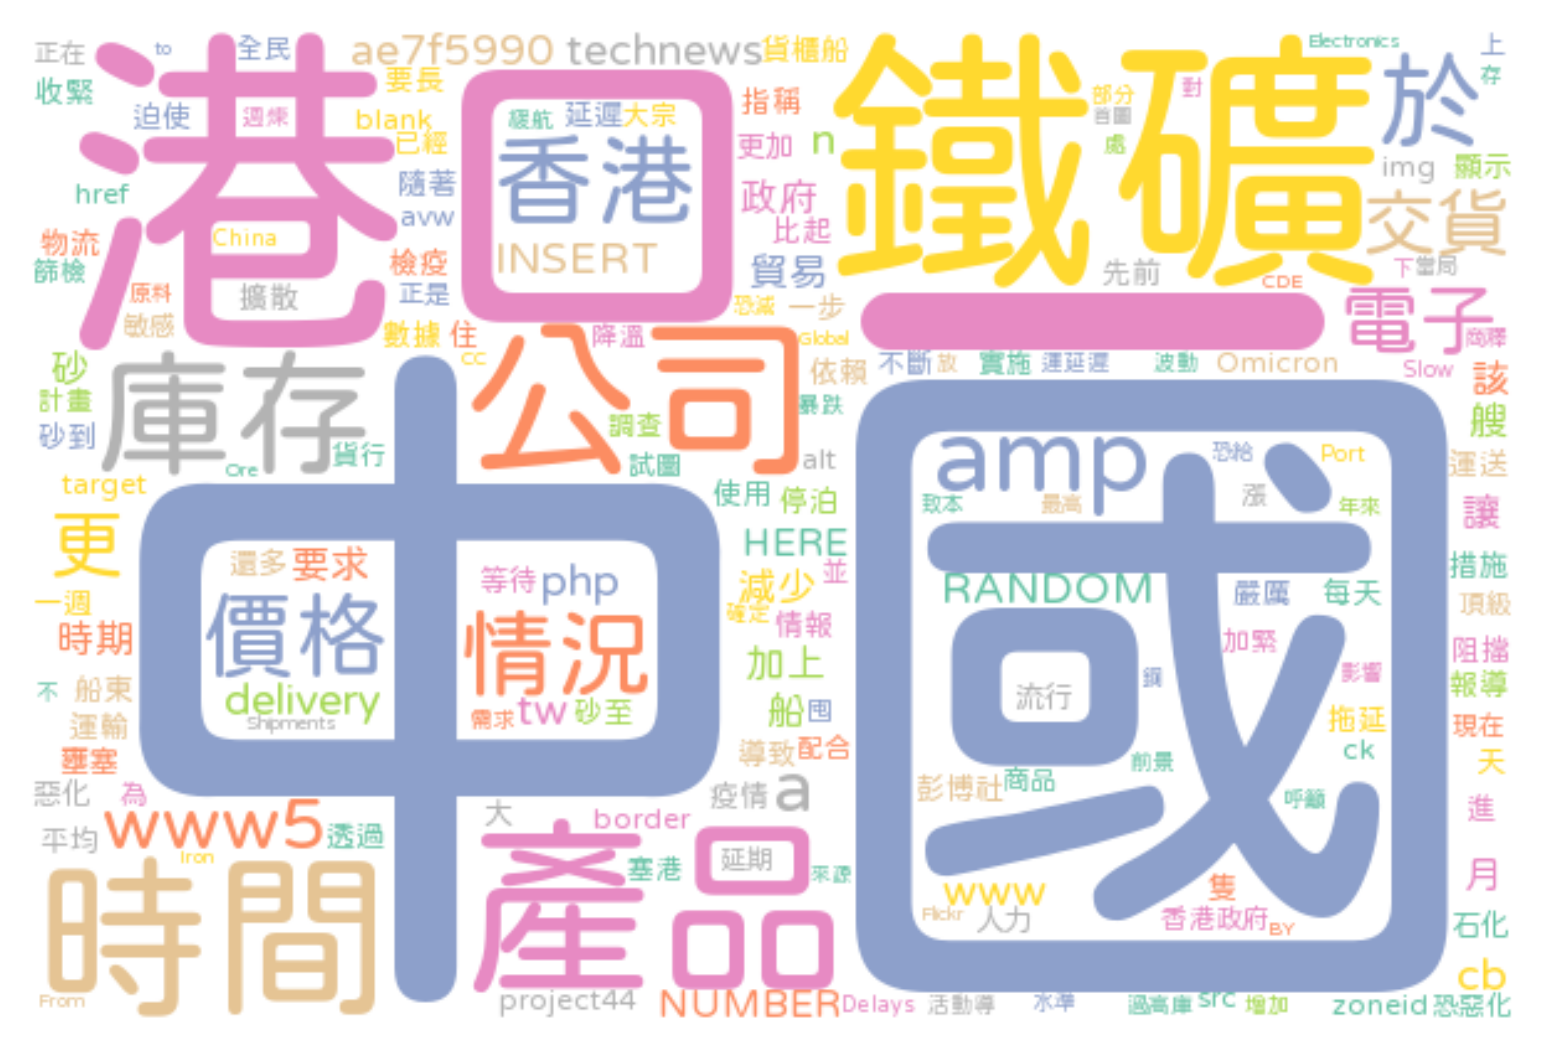 正在
to
全民
ae7f5990
technews
貨櫃船
Electronics
上
收緊
港口
要長
鐵礦
於
存
迫使
週煉
blank
緩航
延遲
大宗
指稱
部分
首圖
對
已經
香港
更加
n
處
img
顯示
href
隨著
avw
政府
交貨
物流
China
INSERT
比起
篩檢
檢疫
貿易
先前
下
當局
CDE
原料
擴散
正是
恐減
一步
一
電子
敏感
數據
住
降溫
Global
商釋
CC
公司
砂
庫存
依賴
不斷
放
實施
運延遲
波動
Omicron
Slow
該
計畫
暴跌
艘
砂到
調查
amp
恐給
Port
貨行
Ore
試圖
alt
運送
target
使用
停泊
致本
最高
漲
年來
讓
更
中國
HERE
還多
要求
等待
php
減少
並
RANDOM
嚴厲
每天
措施
一週
價格
情況
確定
情報
頂級
時期
加緊
阻擋
加上
影響
不
船東
delivery
鋼
流行
報導
Shipments
需求
tw
砂至
船
囤
拖延
現在
運輸
導致
配合
ck
壅塞
前景
天
惡化
為
疫情
a
彭博社
商品
呼籲
大
border
進
平均
www5
透過
Iron
產品
延期
塞港
來源
時間
www
隻
月
Flickr
人力
香港政府
BY
石化
cb
From
project44
NUMBER
Delays
活動導
水準
過高庫
src
增加
zoneid
恐惡化